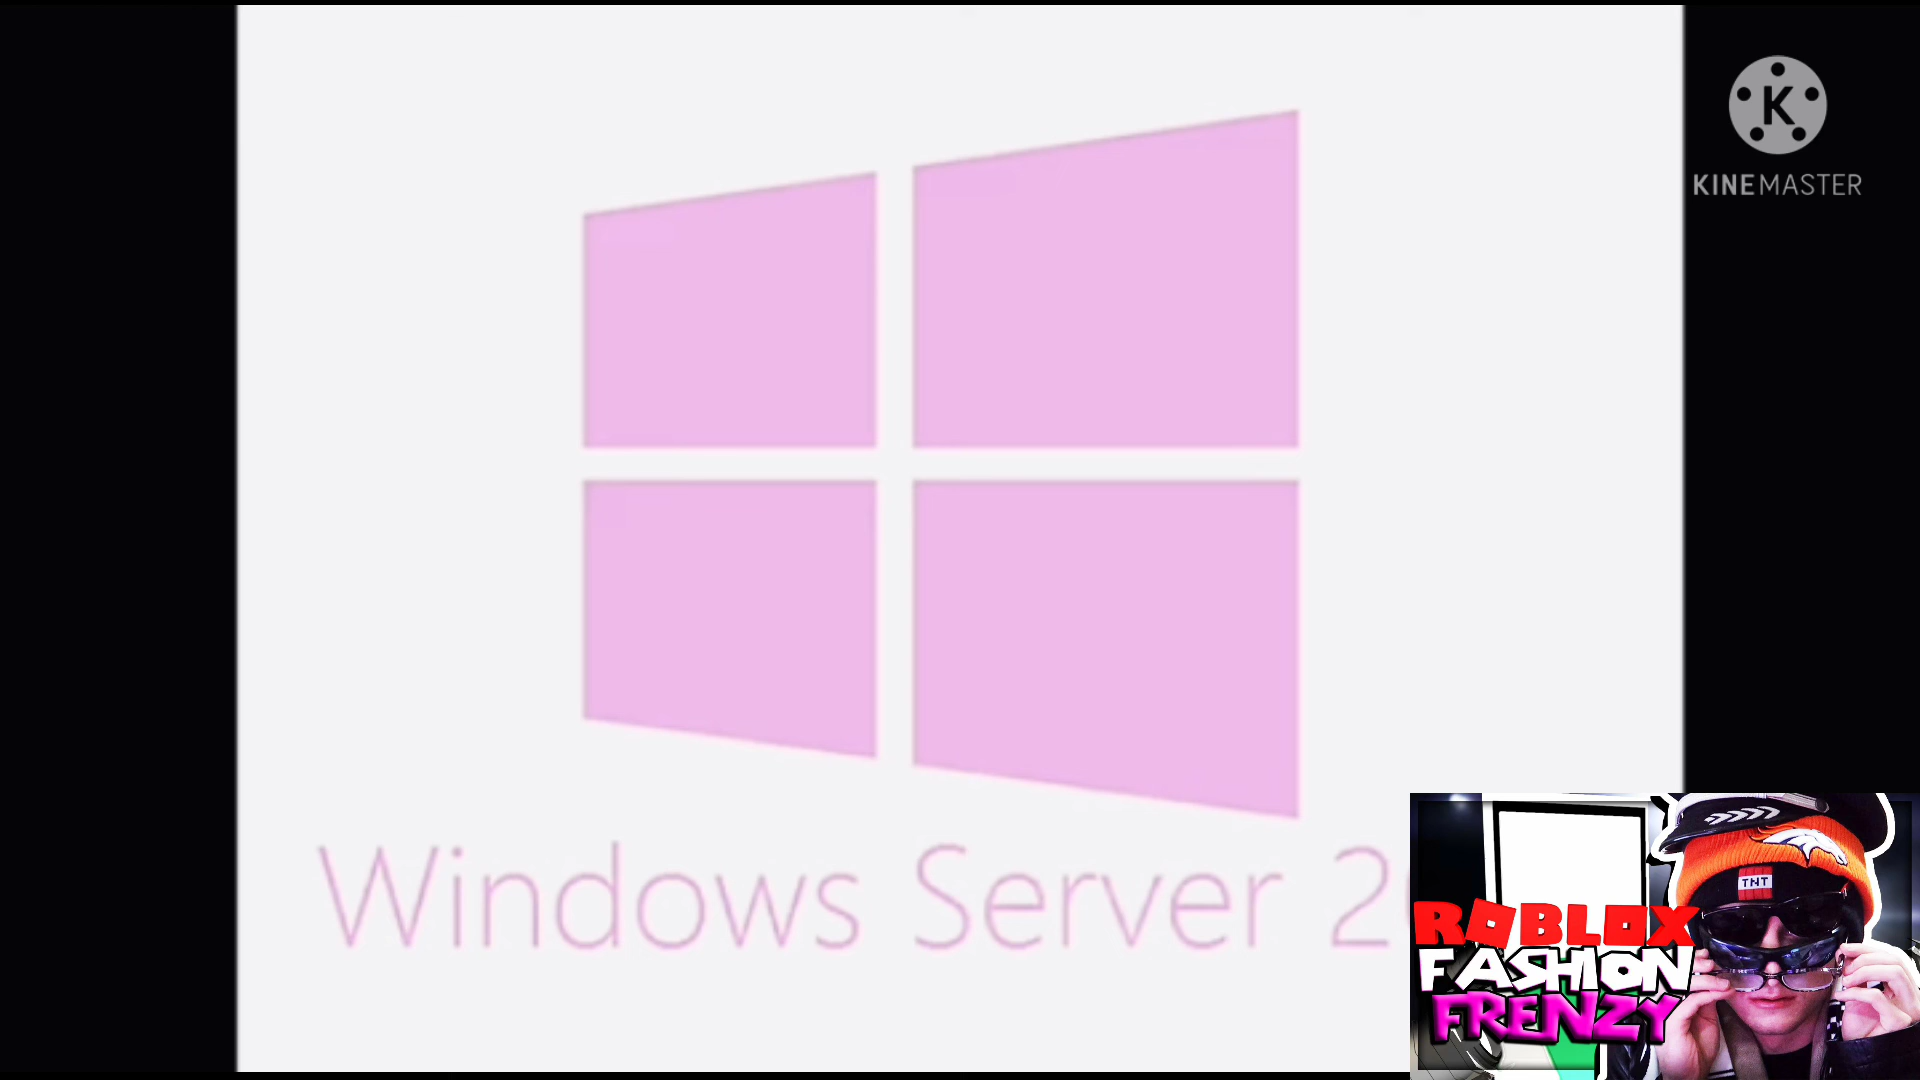 K
KINEMASTER
Windows Server 2
TNT
ROBLOX
FASHION
FRENZY